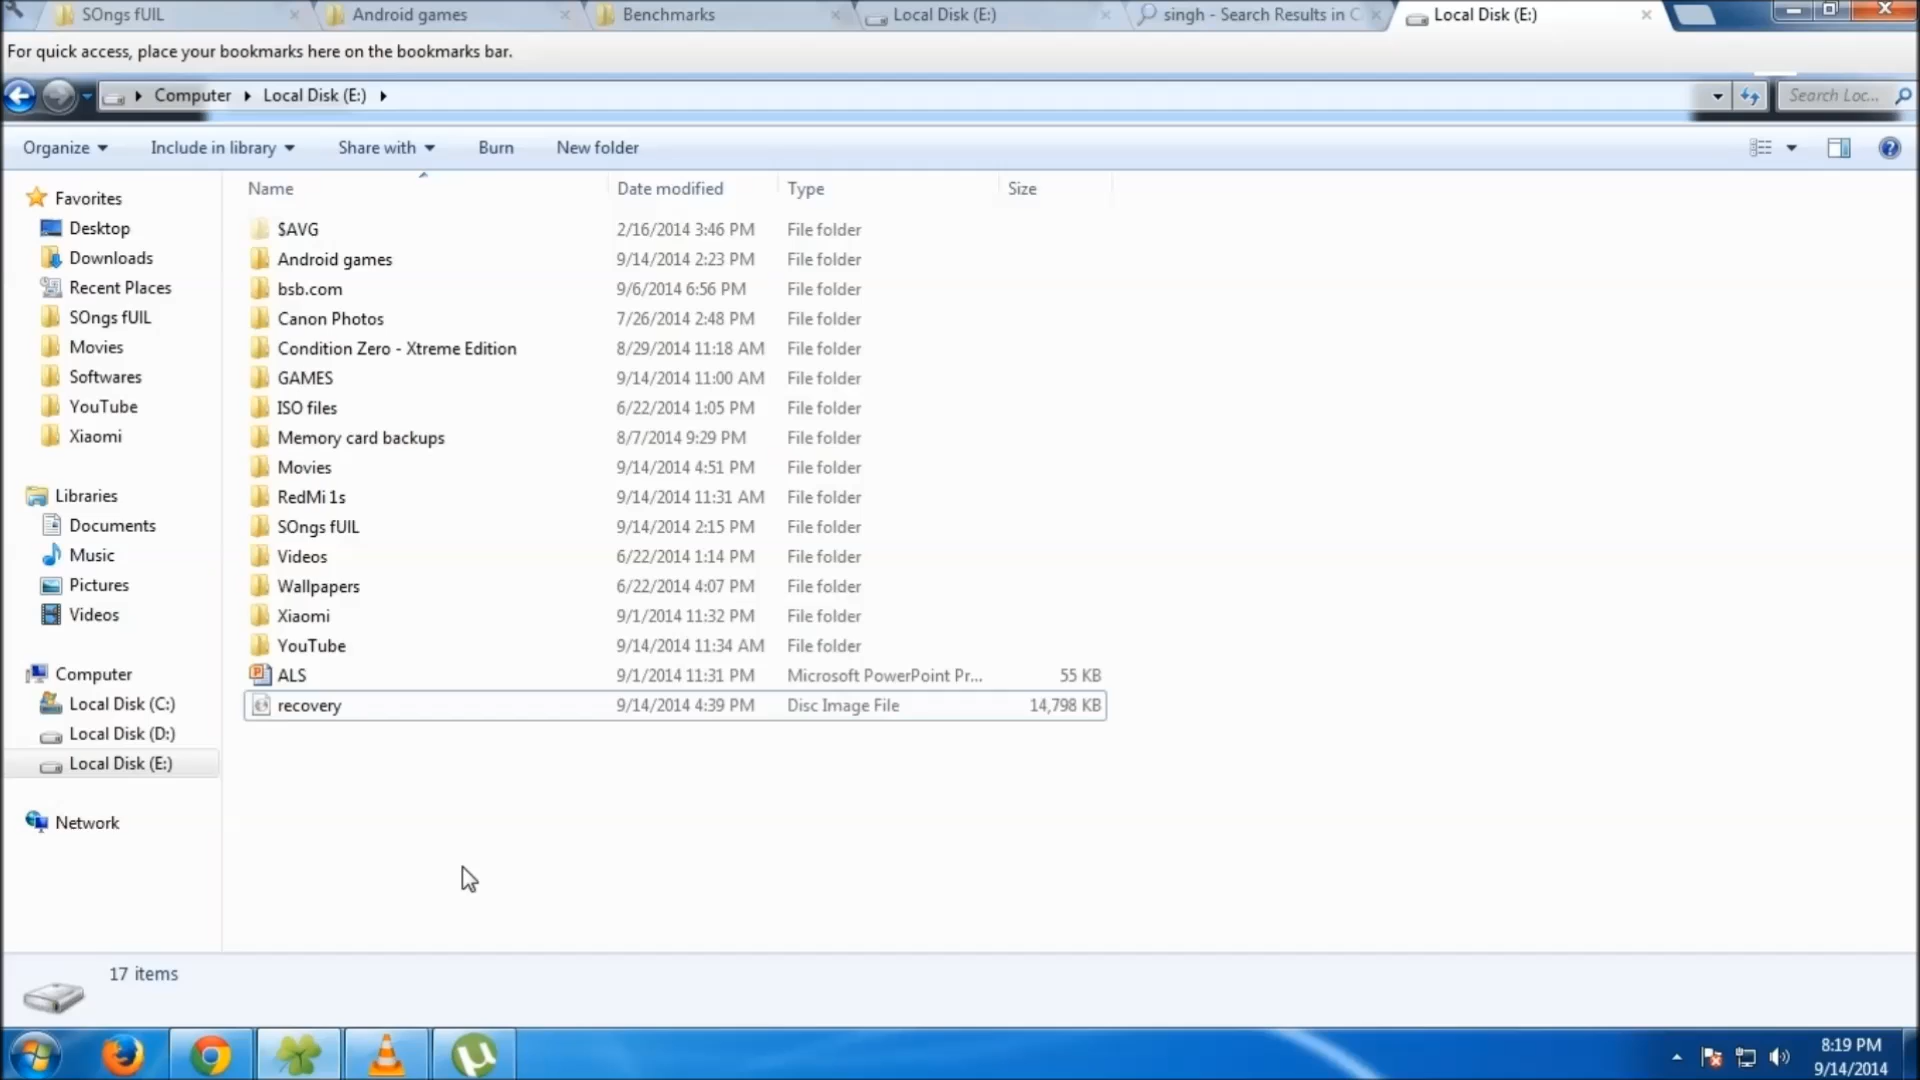 SOngs fUIL Android games Benchmarks Local Disk (E:) singh - Search Results in C Local Disk (E:)
For quick access, place your bookmarks here on the bookmarks bar.
Computer Local Disk (E:) Search Loc...
Organize Include in library Share with Burn New folder
Name Date modified Type Size
Favorites
Desktop
Downloads
Recent Places
SOngs fUIL
Movies
Softwares
YouTube
Xiaomi
Libraries
Documents
Music
Pictures
Videos
Computer
Local Disk (C:)
Local Disk (D:)
Local Disk (E:)
Network
$AVG 2/16/2014 3:46 PM File folder
Android games 9/14/2014 2:23 PM File folder
bsb.com 9/6/2014 6:56 PM File folder
Canon Photos 7/26/2014 2:48 PM File folder
Condition Zero - Xtreme Edition 8/29/2014 11:18 AM File folder
GAMES 9/14/2014 11:00 AM File folder
ISO files 6/22/2014 1:05 PM File folder
Memory card backups 8/7/2014 9:29 PM File folder
Movies 9/14/2014 4:51 PM File folder
RedMi 1s 9/14/2014 11:31 AM File folder
SOngs fUIL 9/14/2014 2:15 PM File folder
Videos 6/22/2014 1:14 PM File folder
Wallpapers 6/22/2014 4:07 PM File folder
Xiaomi 9/1/2014 11:32 PM File folder
YouTube 9/14/2014 11:34 AM File folder
ALS 9/1/2014 11:31 PM Microsoft PowerPoint Pr... 55 KB
recovery 9/14/2014 4:39 PM Disc Image File 14,798 KB
17 items
8:19 PM
9/14/2014